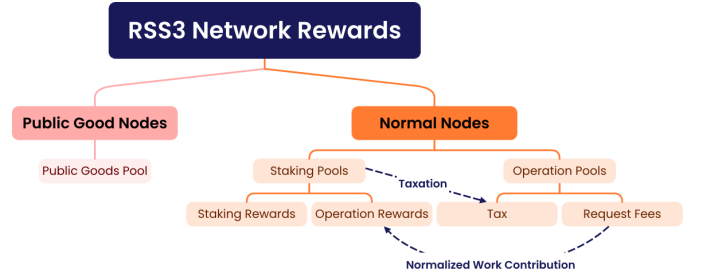 RSS3 Network Rewards
Public Good Nodes
Normal Nodes
Public Goods Pool
Staking Pools
Operation Pools
Taxation
Staking Rewards
Operation Rewards
Tax
Request Fees
Normalized Work Contribution